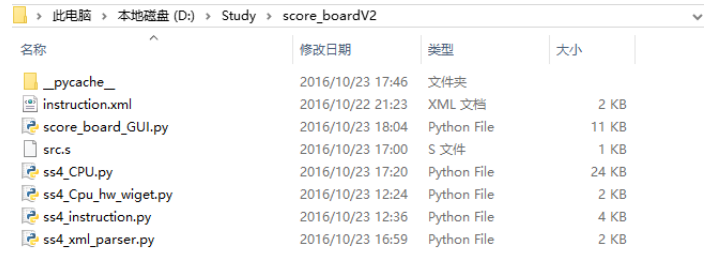 此电脑 › 本地磁盘 (D:) › Study › score_boardV2
名称 修改日期 类型 大小
__pycache__ 2016/10/23 17:46 文件夹
instruction.xml 2016/10/22 21:23 XML 文档 2 KB
score_board_GUI.py 2016/10/23 18:04 Python File 11 KB
src.s 2016/10/23 17:00 S 文件 1 KB
ss4_CPU.py 2016/10/23 17:20 Python File 24 KB
ss4_Cpu_hw_wiget.py 2016/10/23 12:24 Python File 2 KB
ss4_instruction.py 2016/10/23 12:36 Python File 4 KB
ss4_xml_parser.py 2016/10/23 16:59 Python File 2 KB